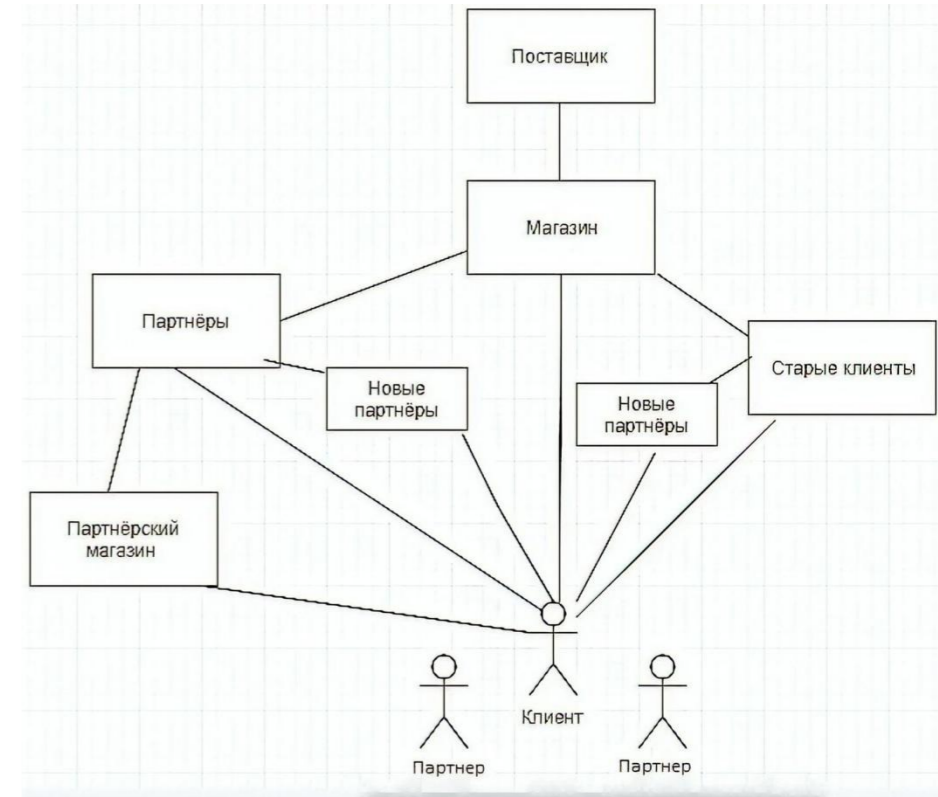 Поставщик
Магазин
Партнёры
Старые клиенты
Новые
партнёры
Новые
партнёры
Партнёрский
магазин
Клиент
Партнер
Партнер